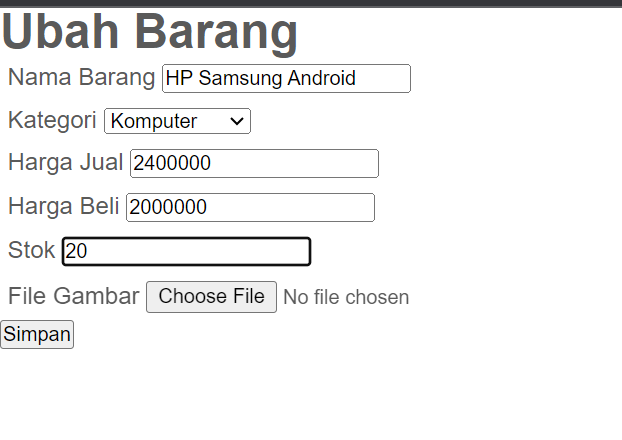 Ubah Barang
Nama Barang HP Samsung Android
Kategori Komputer
Harga Jual 2400000
Harga Beli 2000000
Stok 20
File Gambar Choose File No file chosen
Simpan